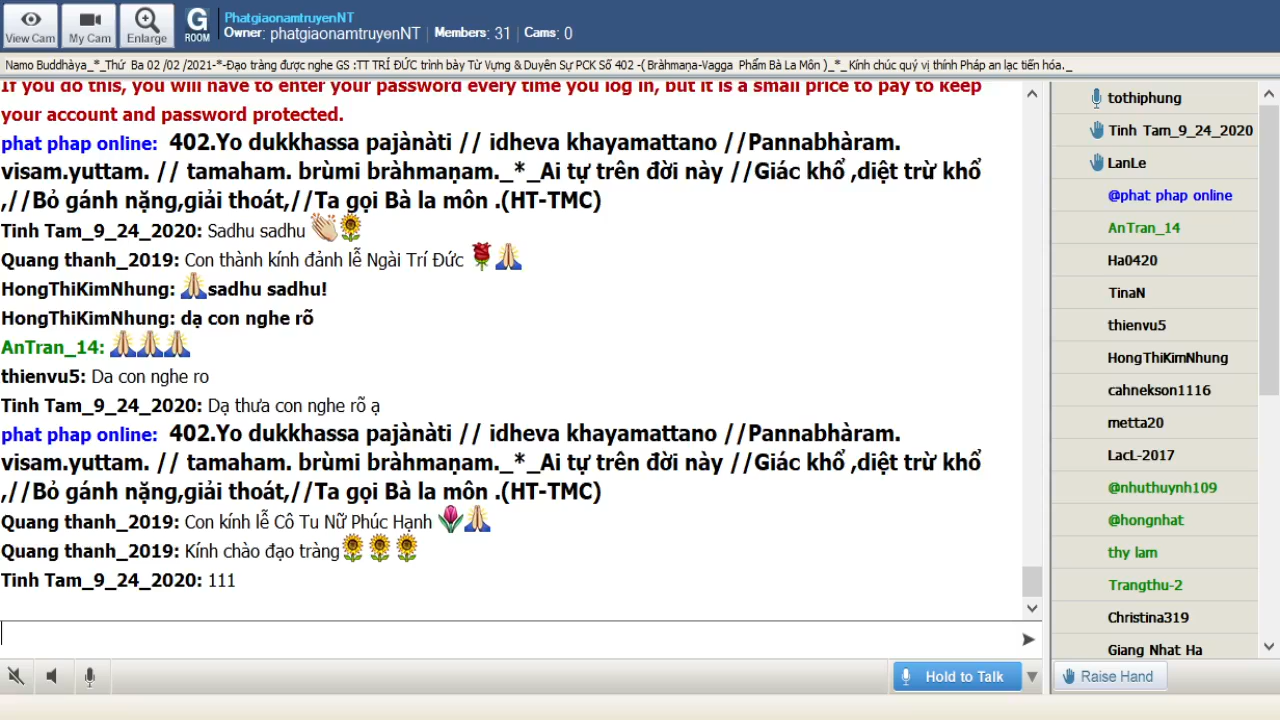 View Cam
My Cam
Enlarge
G
ROOM
PhatgiaonamtruyenNT
Owner: phatgiaonamtruyenNT | Members: 31 | Cams: 0
Namo Buddhàya_*_Thứ Ba 02 /02 /2021-*-Đạo tràng được nghe GS :TT TRÍ ĐỨC trình bày Từ Vựng & Duyên Sự PCK Số 402 -( Bràhmaṇa-Vagga Phẩm Bà La Môn )_*_ Kính chúc quý vị thính Pháp an lạc tiến hóa._
If you do this, you will have to enter your password every time you log in, but it is a small price to pay to keep
your account and password protected.
phat phap online: 402.Yo dukkhassa pajànàti // idheva khayamattano //Pannabhàram.
visam.yuttam. // tamaham. brùmi bràhmaṇam._*_Ai tự trên đời này //Giác khổ ,diệt trừ khổ
,//Bỏ gánh nặng,giải thoát,//Ta gọi Bà la môn .(HT-TMC)
Tinh Tam_9_24_2020: Sadhu sadhu 👏🌻
Quang thanh_2019: Con thành kính đảnh lễ Ngài Trí Đức 🌹🙏
HongThiKimNhung: 🙏sadhu sadhu!
HongThiKimNhung: dạ con nghe rõ
AnTran_14: 🙏🙏🙏
thienvu5: Da con nghe ro
Tinh Tam_9_24_2020: Dạ thưa con nghe rõ ạ
phat phap online: 402.Yo dukkhassa pajànàti // idheva khayamattano //Pannabhàram.
visam.yuttam. // tamaham. brùmi bràhmaṇam._*_Ai tự trên đời này //Giác khổ ,diệt trừ khổ
,//Bỏ gánh nặng,giải thoát,//Ta gọi Bà la môn .(HT-TMC)
Quang thanh_2019: Con kính lễ Cô Tu Nữ Phúc Hạnh 🌷🙏
Quang thanh_2019: Kính chào đạo tràng🌻🌻🌻
Tinh Tam_9_24_2020: 111
Hold to Talk
tothiphung
Tinh Tam_9_24_2020
LanLe
@phat phap online
AnTran_14
Ha0420
TinaN
thienvu5
HongThiKimNhung
cahnekson1116
metta20
LacL-2017
@nhuthuynh109
@hongnhat
thy lam
Trangthu-2
Christina319
Giang Nhat Ha
Raise Hand